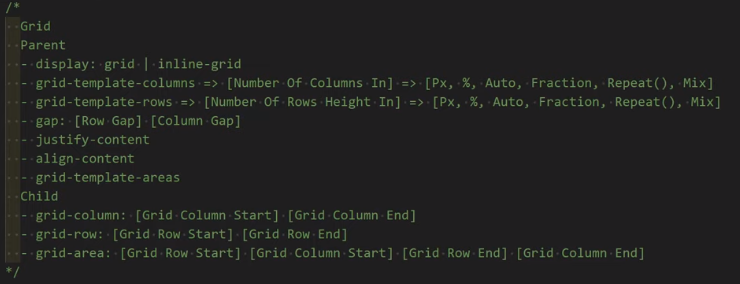 /*
Grid
Parent
- display: grid | inline-grid
- grid-template-columns => [Number Of Columns In] => [Px, %, Auto, Fraction, Repeat(), Mix]
- grid-template-rows => [Number Of Rows Height In] => [Px, %, Auto, Fraction, Repeat(), Mix]
- gap: [Row Gap] [Column Gap]
- justify-content
- align-content
- grid-template-areas
Child
- grid-column: [Grid Column Start] [Grid Column End]
- grid-row: [Grid Row Start] [Grid Row End]
- grid-area: [Grid Row Start] [Grid Column Start] [Grid Row End] [Grid Column End]
*/